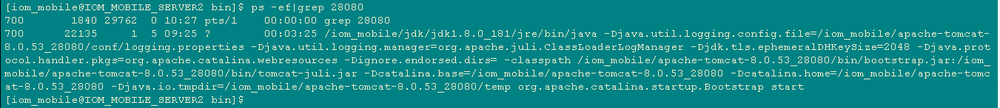 [iom_mobile@IOM_MOBILE_SERVER2 bin]$ ps -ef|grep 28080
700       1840 29762  0 10:27 pts/1    00:00:00 grep 28080
700      22135     1  5 09:25 ?        00:03:25 /iom_mobile/jdk/jdk1.8.0_181/jre/bin/java -Djava.util.logging.config.file=/iom_mobile/apache-tomcat-
8.0.53_28080/conf/logging.properties -Djava.util.logging.manager=org.apache.juli.ClassLoaderLogManager -Djdk.tls.ephemeralDHKeySize=2048 -Djava.prot
ocol.handler.pkgs=org.apache.catalina.webresources -Dignore.endorsed.dirs= -classpath /iom_mobile/apache-tomcat-8.0.53_28080/bin/bootstrap.jar:/iom_
mobile/apache-tomcat-8.0.53_28080/bin/tomcat-juli.jar -Dcatalina.base=/iom_mobile/apache-tomcat-8.0.53_28080 -Dcatalina.home=/iom_mobile/apache-tomc
at-8.0.53_28080 -Djava.io.tmpdir=/iom_mobile/apache-tomcat-8.0.53_28080/temp org.apache.catalina.startup.Bootstrap start
[iom_mobile@IOM_MOBILE_SERVER2 bin]$